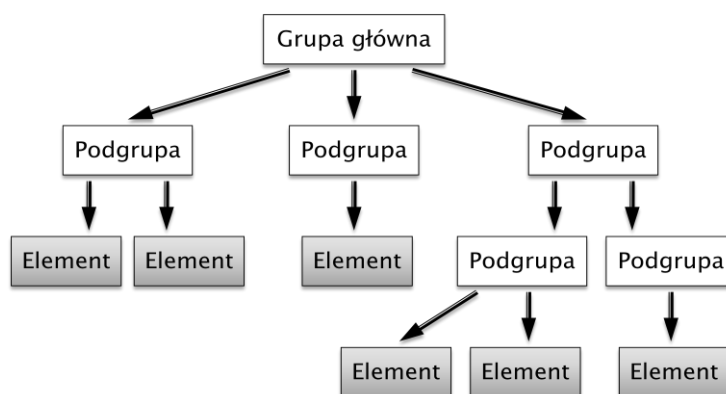 Grupa główna
Podgrupa
Podgrupa
Podgrupa
Element
Element
Element
Podgrupa
Podgrupa
Element
Element
Element